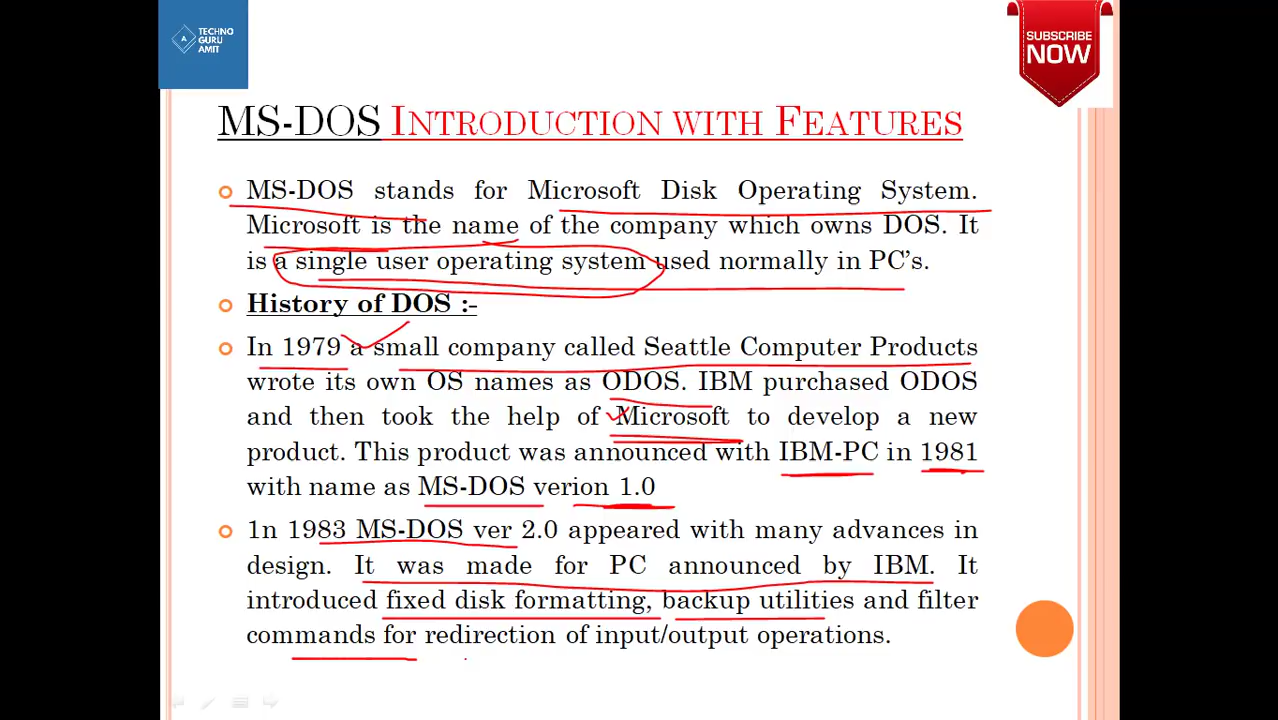 TECHNO
GURU
AMIT
A
SUBSCRIBE
NOW
MS-DOS INTRODUCTION WITH FEATURES
MS-DOS stands for Microsoft Disk Operating System.
Microsoft is the name of the company which owns DOS. It
is a single user operating system used normally in PC's.
History of DOS :-
In 1979 a small company called Seattle Computer Products
wrote its own OS names as ODOS. IBM purchased ODOS
and then took the help of Microsoft to develop a new
product. This product was announced with IBM-PC in 1981
with name as MS-DOS verion 1.0
1n 1983 MS-DOS ver 2.0 appeared with many advances in
design. It was made for PC announced by IBM. It
introduced fixed disk formatting, backup utilities and filter
commands for redirection of input/output operations.